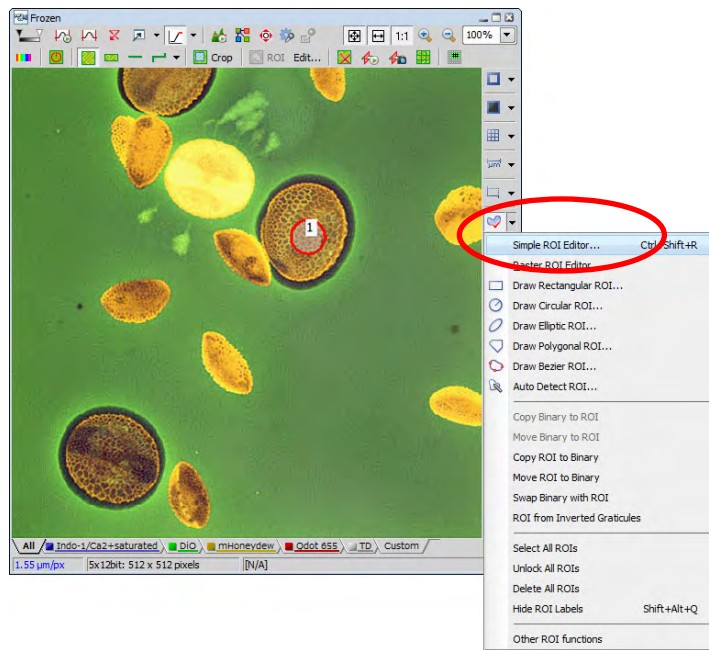 Frozen
1:1
100%
Crop
ROI
Edit...
µm
1
Simple ROI Editor... Ctrl+Shift+R
Raster ROI Editor
Draw Rectangular ROI...
Draw Circular ROI...
Draw Elliptic ROI...
Draw Polygonal ROI...
Draw Bezier ROI...
Auto Detect ROI...
Copy Binary to ROI
Move Binary to ROI
Copy ROI to Binary
Move ROI to Binary
Swap Binary with ROI
ROI from Inverted Graticules
Select All ROIs
Unlock All ROIs
Delete All ROIs
Hide ROI Labels Shift+Alt+Q
Other ROI functions
All Indo-1/Ca2+saturated DiO mHoneydew Qdot 655 TD Custom
1.55 µm/px 5x12bit: 512 x 512 pixels [N/A]